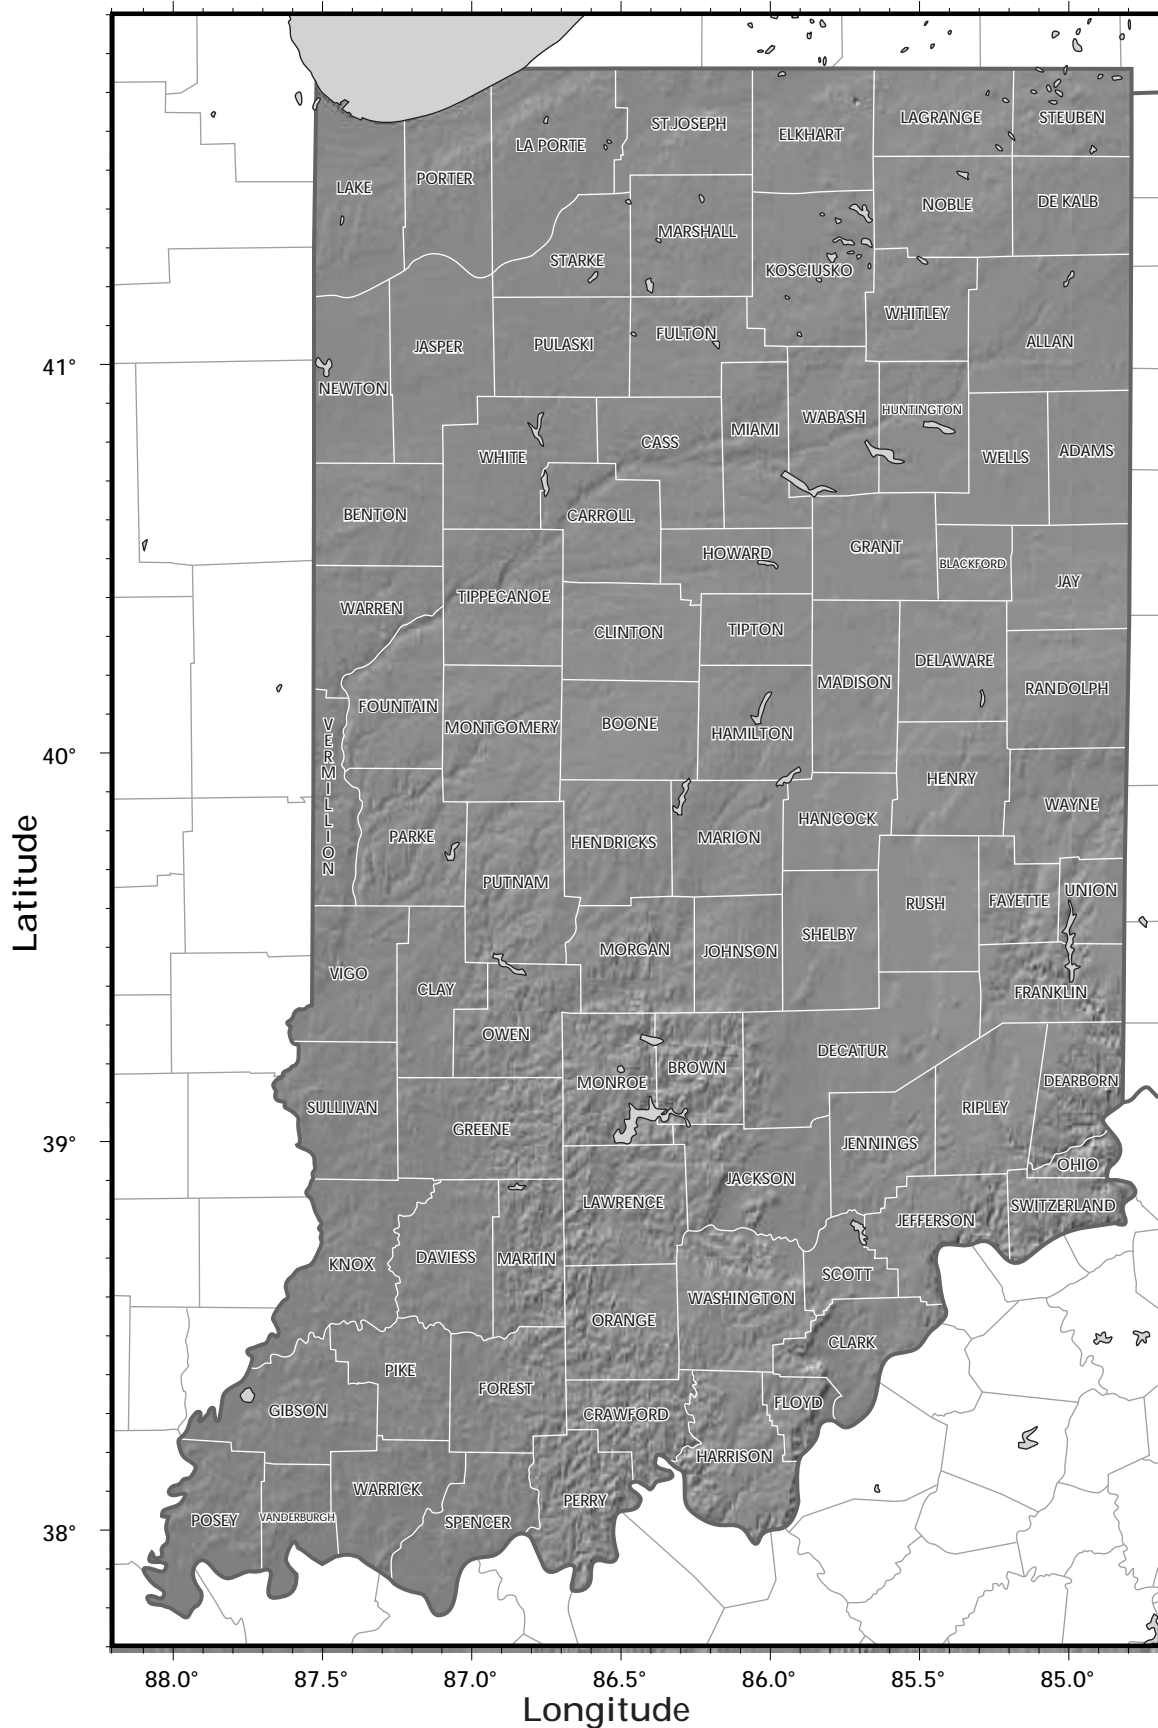 ST.JOSEPH
LAGRANGE
STEUBEN
ELKHART
LA PORTE
PORTER
LAKE
NOBLE
DE KALB
MARSHALL
STARKE
KOSCIUSKO
WHITLEY
ALLAN
FULTON
PULASKI
JASPER
41°
NEWTON
HUNTINGTON
WABASH
MIAMI
CASS
ADAMS
WHITE
WELLS
BENTON
CARROLL
GRANT
HOWARD
BLACKFORD
JAY
TIPPECANOE
WARREN
TIPTON
CLINTON
DELAWARE
MADISON
RANDOLPH
FOUNTAIN
BOONE
MONTGOMERY
HAMILTON
40°
VERMILLION
HENRY
WAYNE
HANCOCK
PARKE
MARION
HENDRICKS
PUTNAM
UNION
FAYETTE
RUSH
SHELBY
MORGAN
JOHNSON
VIGO
CLAY
FRANKLIN
OWEN
DECATUR
BROWN
MONROE
DEARBORN
SULLIVAN
RIPLEY
GREENE
39°
JENNINGS
OHIO
JACKSON
LAWRENCE
SWITZERLAND
JEFFERSON
DAVIESS
MARTIN
KNOX
SCOTT
WASHINGTON
ORANGE
CLARK
PIKE
FOREST
FLOYD
GIBSON
CRAWFORD
HARRISON
WARRICK
PERRY
POSEY
VANDERBURGH
SPENCER
38°
Latitude
88.0° 87.5° 87.0° 86.5° 86.0° 85.5° 85.0°
Longitude